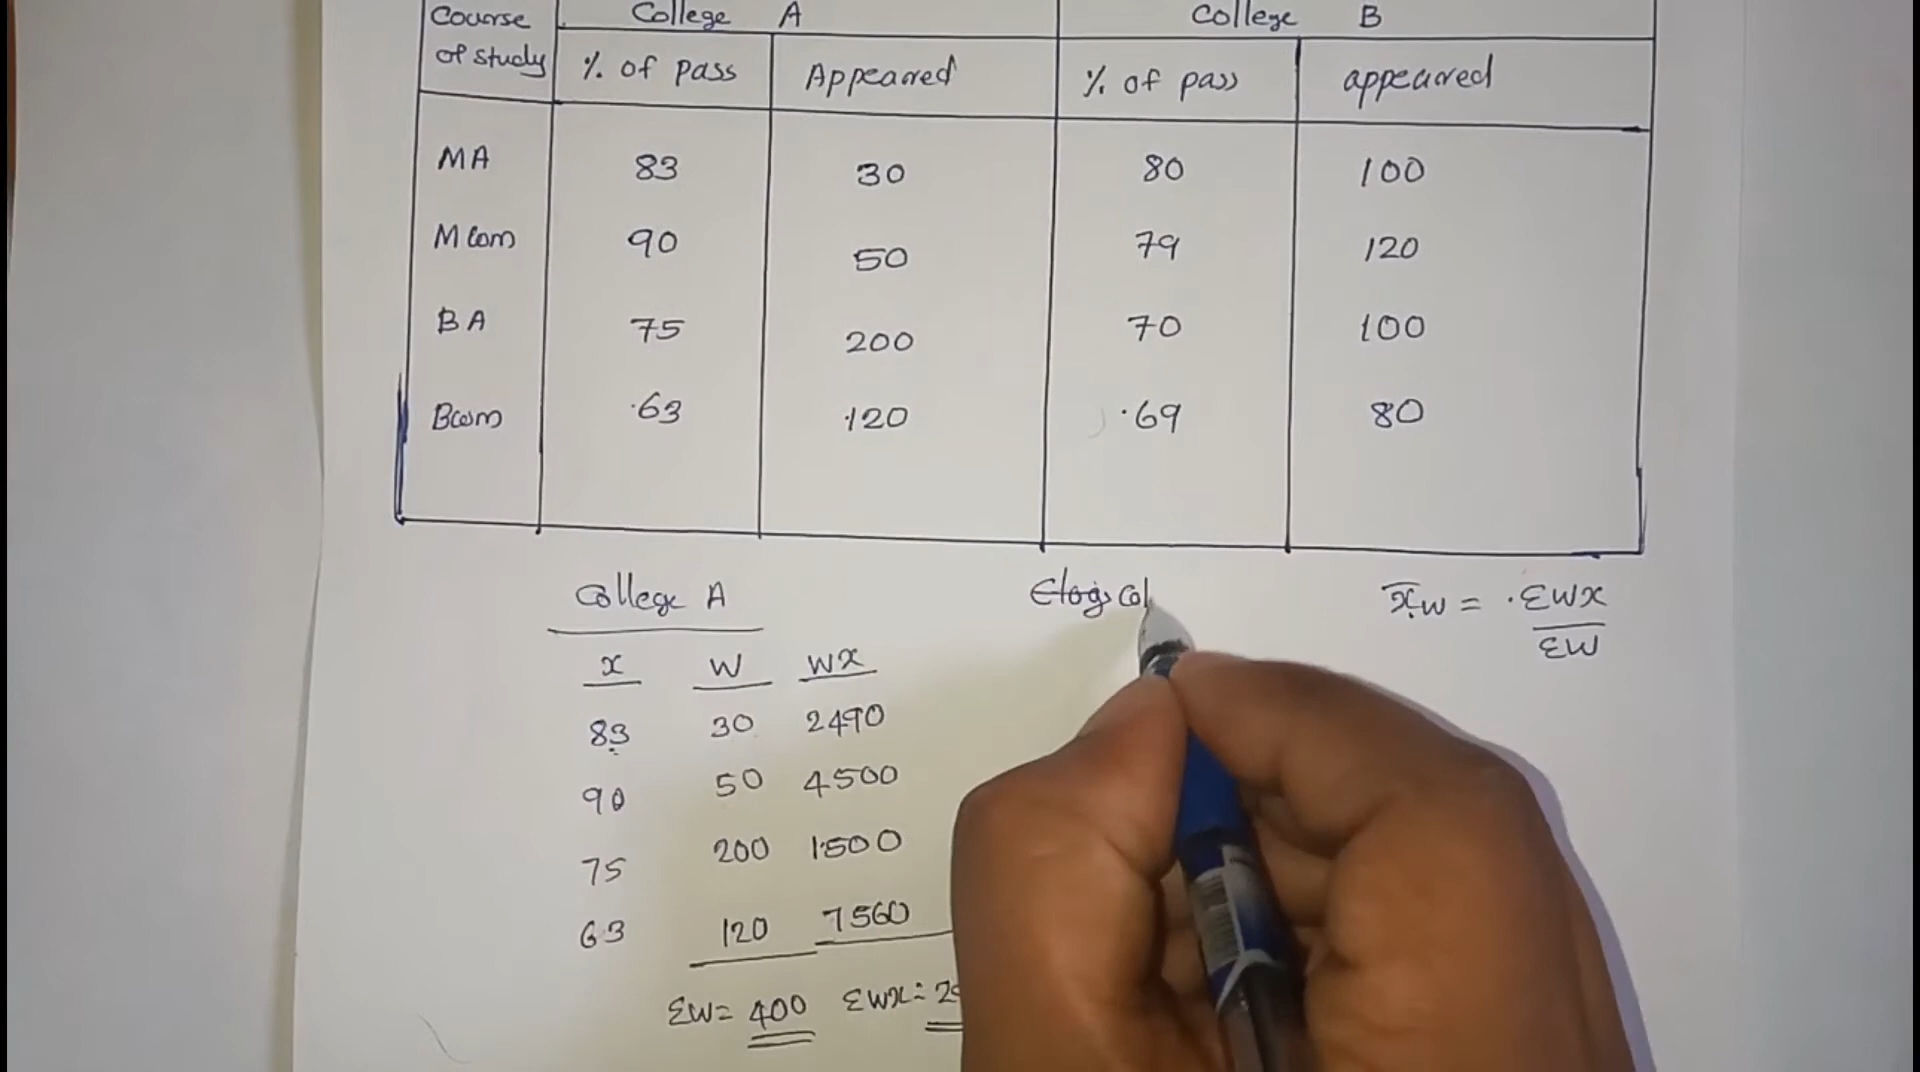 Course of study College A College B
% of pass Appeared % of pass appeared
MA 83 30 80 100
M Com 90 50 79 120
BA 75 200 70 100
Bcom 63 120 69 80
College A Col x̄w = ΣWx / ΣW
x W Wx
83 30 2490
90 50 4500
75 200 1500
63 120 7560
ΣW = 400 ΣWx =